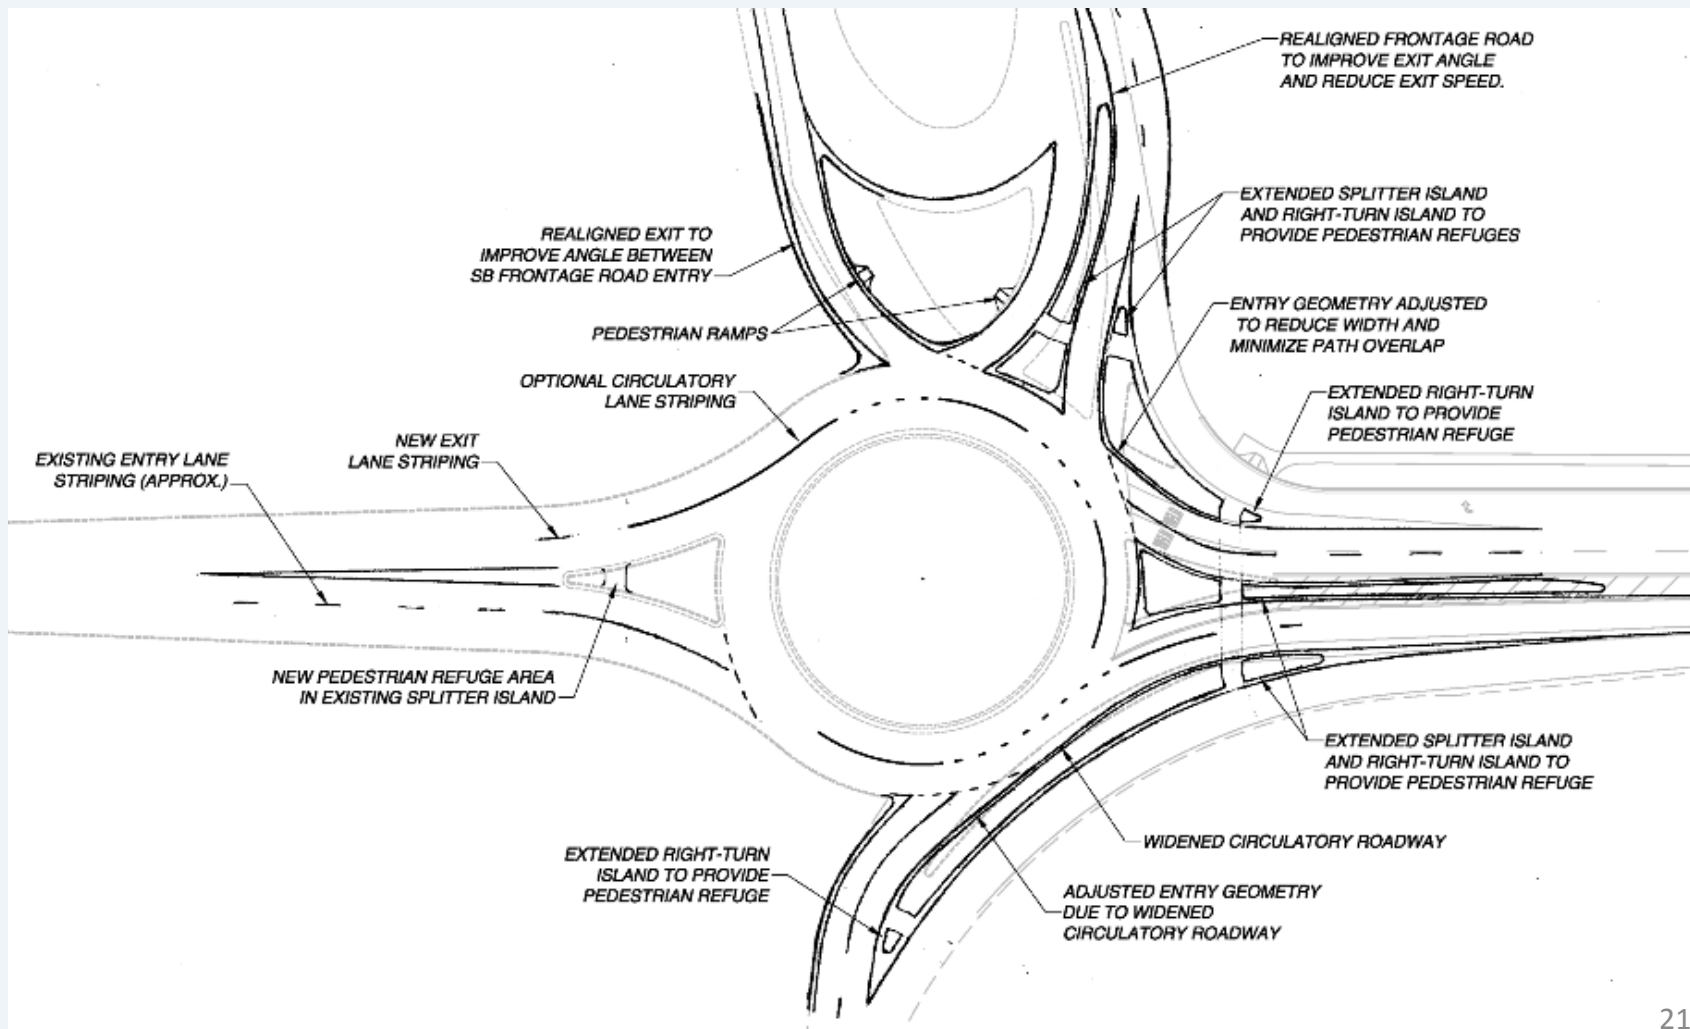 REALIGNED FRONTAGE ROAD
TO IMPROVE EXIT ANGLE
AND REDUCE EXIT SPEED.
EXTENDED SPLITTER ISLAND
AND RIGHT-TURN ISLAND TO
PROVIDE PEDESTRIAN REFUGES
REALIGNED EXIT TO
IMPROVE ANGLE BETWEEN
SB FRONTAGE ROAD ENTRY
PEDESTRIAN RAMPS
ENTRY GEOMETRY ADJUSTED
TO REDUCE WIDTH AND
MINIMIZE PATH OVERLAP
OPTIONAL CIRCULATORY
LANE STRIPING
EXTENDED RIGHT-TURN
ISLAND TO PROVIDE
PEDESTRIAN REFUGE
NEW EXIT
LANE STRIPING
EXISTING ENTRY LANE
STRIPING (APPROX.)
NEW PEDESTRIAN REFUGE AREA
IN EXISTING SPLITTER ISLAND
EXTENDED SPLITTER ISLAND
AND RIGHT-TURN ISLAND TO
PROVIDE PEDESTRIAN REFUGE
WIDENED CIRCULATORY ROADWAY
EXTENDED RIGHT-TURN
ISLAND TO PROVIDE
PEDESTRIAN REFUGE
ADJUSTED ENTRY GEOMETRY
DUE TO WIDENED
CIRCULATORY ROADWAY
21